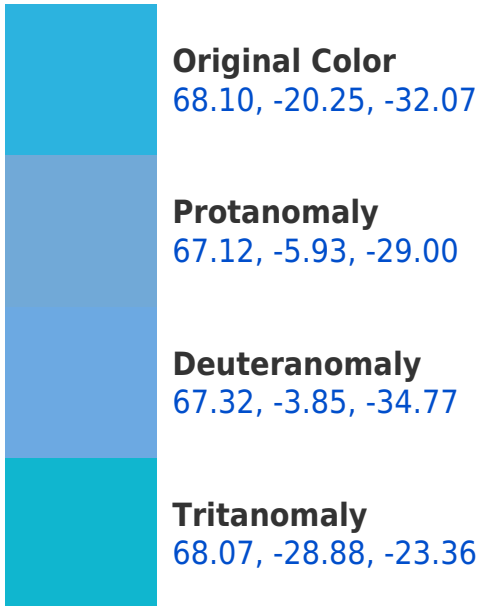 Original Color
68.10, -20.25, -32.07
Protanomaly
67.12, -5.93, -29.00
Deuteranomaly
67.32, -3.85, -34.77
Tritanomaly
68.07, -28.88, -23.36